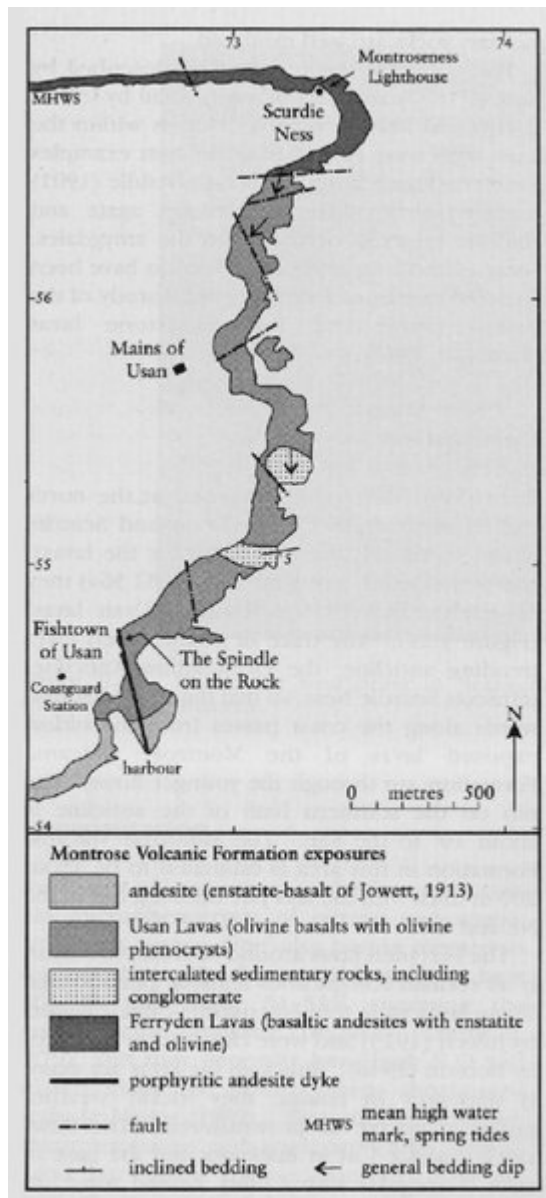 73
74
Montroseness
Lighthouse
MHWS
Scurdie
Ness
56
Mains of
Usan
55
5
Fishtown
of Usan
The Spindle
on the Rock
Coastguard
Station
N
harbour
0 metres 500
54
Montrose Volcanic Formation exposures
andesite (enstatite-basalt of Jowett, 1913)
Usan Lavas (olivine basalts with olivine
phenocrysts)
intercalated sedimentary rocks, including
conglomerate
Ferryden Lavas (basaltic andesites with enstatite
and olivine)
porphyritic andesite dyke
fault
MHWS mean high water
mark, spring tides
inclined bedding
general bedding dip